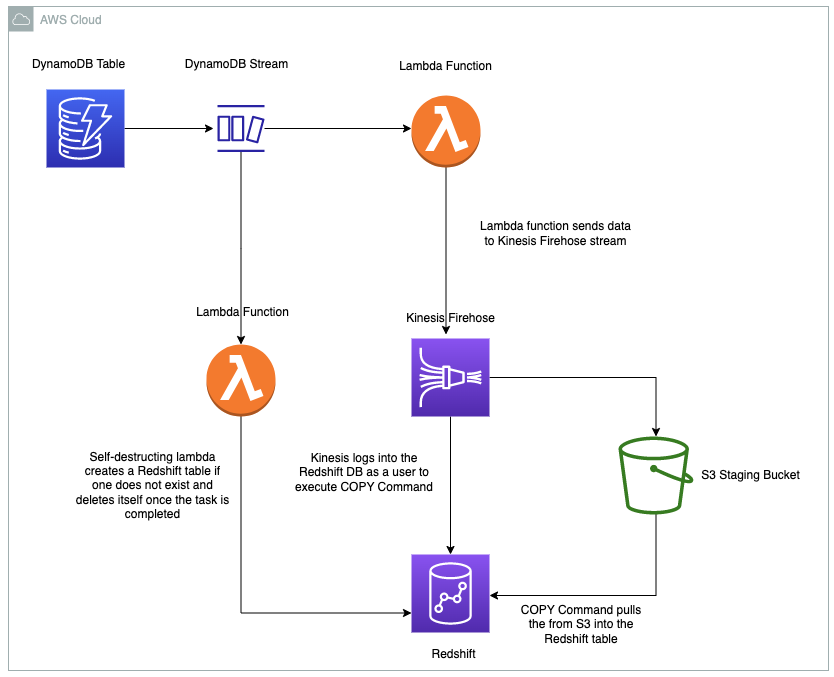 AWS Cloud
DynamoDB Table
DynamoDB Stream
Lambda Function
Lambda function sends data
to Kinesis Firehose stream
Lambda Function
Kinesis Firehose
Self-destructing lambda
creates a Redshift table if
one does not exist and
deletes itself once the task is
completed
Kinesis logs into the
Redshift DB as a user to
execute COPY Command
S3 Staging Bucket
COPY Command pulls
the from S3 into the
Redshift table
Redshift